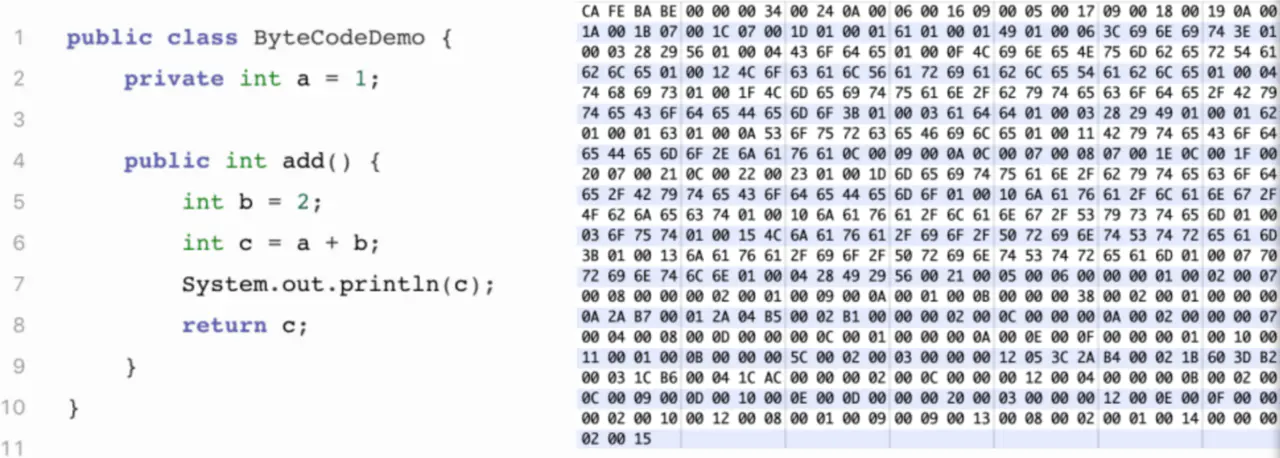 1 public class ByteCodeDemo {
2 private int a = 1;
3
4 public int add() {
5 int b = 2;
6 int c = a + b;
7 System.out.println(c);
8 return c;
9 }
10 }
11
CA FE BA BE 00 00 00 34 00 24 0A 00 06 00 16 09 00 05 00 17 09 00 18 00 19 0A 00
1A 00 1B 07 00 1C 07 00 1D 01 00 01 61 01 00 01 49 01 00 06 3C 69 6E 69 74 3E 01
00 03 28 29 56 01 00 04 43 6F 64 65 01 00 0F 4C 69 6E 65 4E 75 6D 62 65 72 54 61
62 6C 65 01 00 12 4C 6F 63 61 6C 56 61 72 69 61 62 6C 65 54 61 62 6C 65 01 00 04
74 68 69 73 01 00 1F 4C 6D 65 69 74 75 61 6E 2F 62 79 74 65 63 6F 64 65 2F 42 79
74 65 43 6F 64 65 44 65 6D 6F 3B 01 00 03 61 64 64 01 00 03 28 29 49 01 00 01 62
01 00 01 63 01 00 0A 53 6F 75 72 63 65 46 69 6C 65 01 00 11 42 79 74 65 43 6F 64
65 44 65 6D 6F 2E 6A 61 76 61 0C 00 09 00 0A 0C 00 07 00 08 07 00 1E 0C 00 1F 00
20 07 00 21 0C 00 22 00 23 01 00 1D 6D 65 69 74 75 61 6E 2F 62 79 74 65 63 6F 64
65 2F 42 79 74 65 43 6F 64 65 44 65 6D 6F 01 00 10 6A 61 76 61 2F 6C 61 6E 67 2F
4F 62 6A 65 63 74 01 00 10 6A 61 76 61 2F 6C 61 6E 67 2F 53 79 73 74 65 6D 01 00
03 6F 75 74 01 00 15 4C 6A 61 76 61 2F 69 6F 2F 50 72 69 6E 74 53 74 72 65 61 6D
3B 01 00 13 6A 61 76 61 2F 69 6F 2F 50 72 69 6E 74 53 74 72 65 61 6D 01 00 07 70
72 69 6E 74 6C 6E 01 00 04 28 49 29 56 00 21 00 05 00 06 00 00 00 01 00 02 00 07
00 08 00 00 00 02 00 01 00 09 00 0A 00 01 00 0B 00 00 00 38 00 02 00 01 00 00 00
0A 2A B7 00 01 2A 04 B5 00 02 B1 00 00 00 02 00 0C 00 00 00 0A 00 02 00 00 00 07
00 04 00 08 00 0D 00 00 00 0C 00 01 00 00 00 0A 00 0E 00 0F 00 00 00 01 00 10 00
11 00 01 00 0B 00 00 00 5C 00 02 00 03 00 00 00 12 05 3C 2A B4 00 02 1B 60 3D B2
00 03 1C B6 00 04 1C AC 00 00 00 02 00 0C 00 00 00 12 00 04 00 00 00 0B 00 02 00
0C 00 09 00 0D 00 10 00 0E 00 0D 00 00 00 20 00 03 00 00 00 12 00 0E 00 0F 00 00
00 02 00 10 00 12 00 08 00 01 00 09 00 09 00 13 00 08 00 02 00 01 00 14 00 00 00
02 00 15